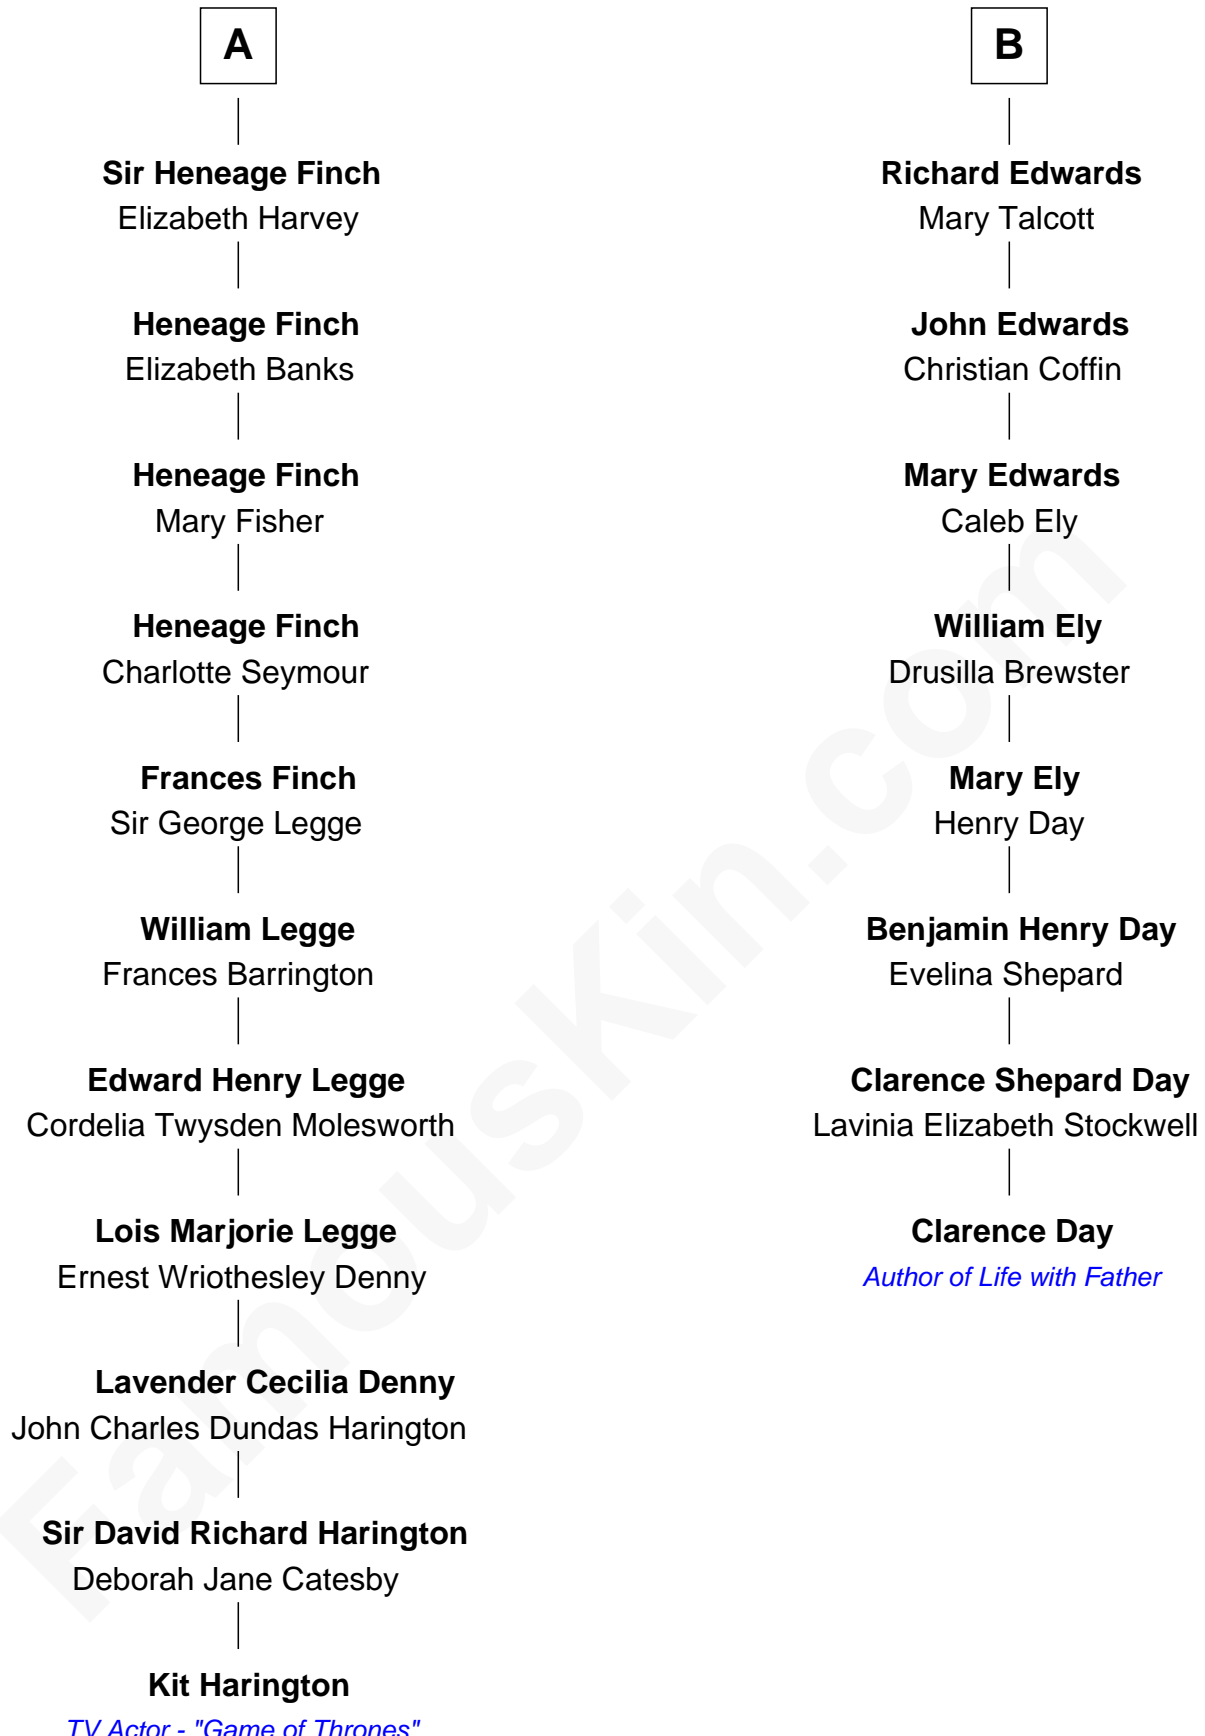 A
Sir Heneage Finch
Elizabeth Harvey
Heneage Finch
Elizabeth Banks
Heneage Finch
Mary Fisher
Heneage Finch
Charlotte Seymour
Frances Finch
Sir George Legge
William Legge
Frances Barrington
Edward Henry Legge
Cordelia Twysden Molesworth
Lois Marjorie Legge
Ernest Wriothesley Denny
Lavender Cecilia Denny
John Charles Dundas Harington
Sir David Richard Harington
Deborah Jane Catesby
Kit Harington
TV Actor - "Game of Thrones"
B
Richard Edwards
Mary Talcott
John Edwards
Christian Coffin
Mary Edwards
Caleb Ely
William Ely
Drusilla Brewster
Mary Ely
Henry Day
Benjamin Henry Day
Evelina Shepard
Clarence Shepard Day
Lavinia Elizabeth Stockwell
Clarence Day
Author of Life with Father
FamousKin.com